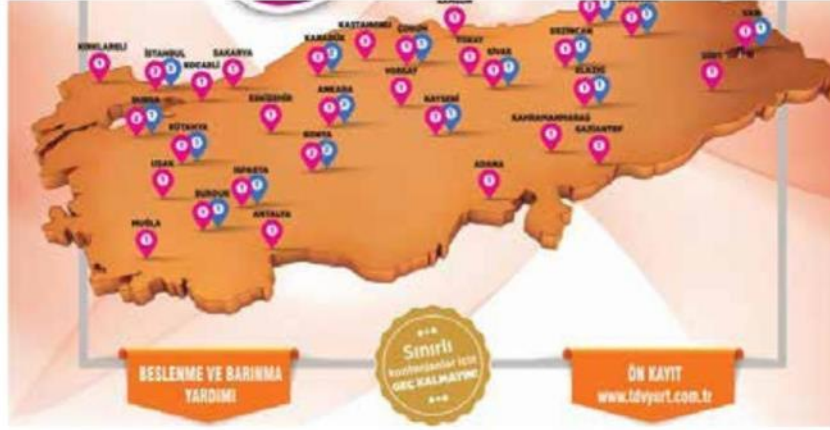 KIRKLARELİ
İSTANBUL
KOCAELİ
SAKARYA
KARABÜK
KASTAMONU
ÇORUM
TOKAT
SİVAS
ERZİNCAN
VAN
SİİRT
ELAZIĞ
BURSA
ESKİŞEHİR
ANKARA
YOZGAT
KAYSERİ
KÜTAHYA
KONYA
KAHRAMANMARAŞ
GAZİANTEP
UŞAK
ISPARTA
ADANA
BURDUR
ANTALYA
MUĞLA
Sınırlı
kontenjanlar için
GEÇ KALMAYIN!
BESLENME VE BARINMA
YARDIMI
ÖN KAYIT
www.tdvyurt.com.tr